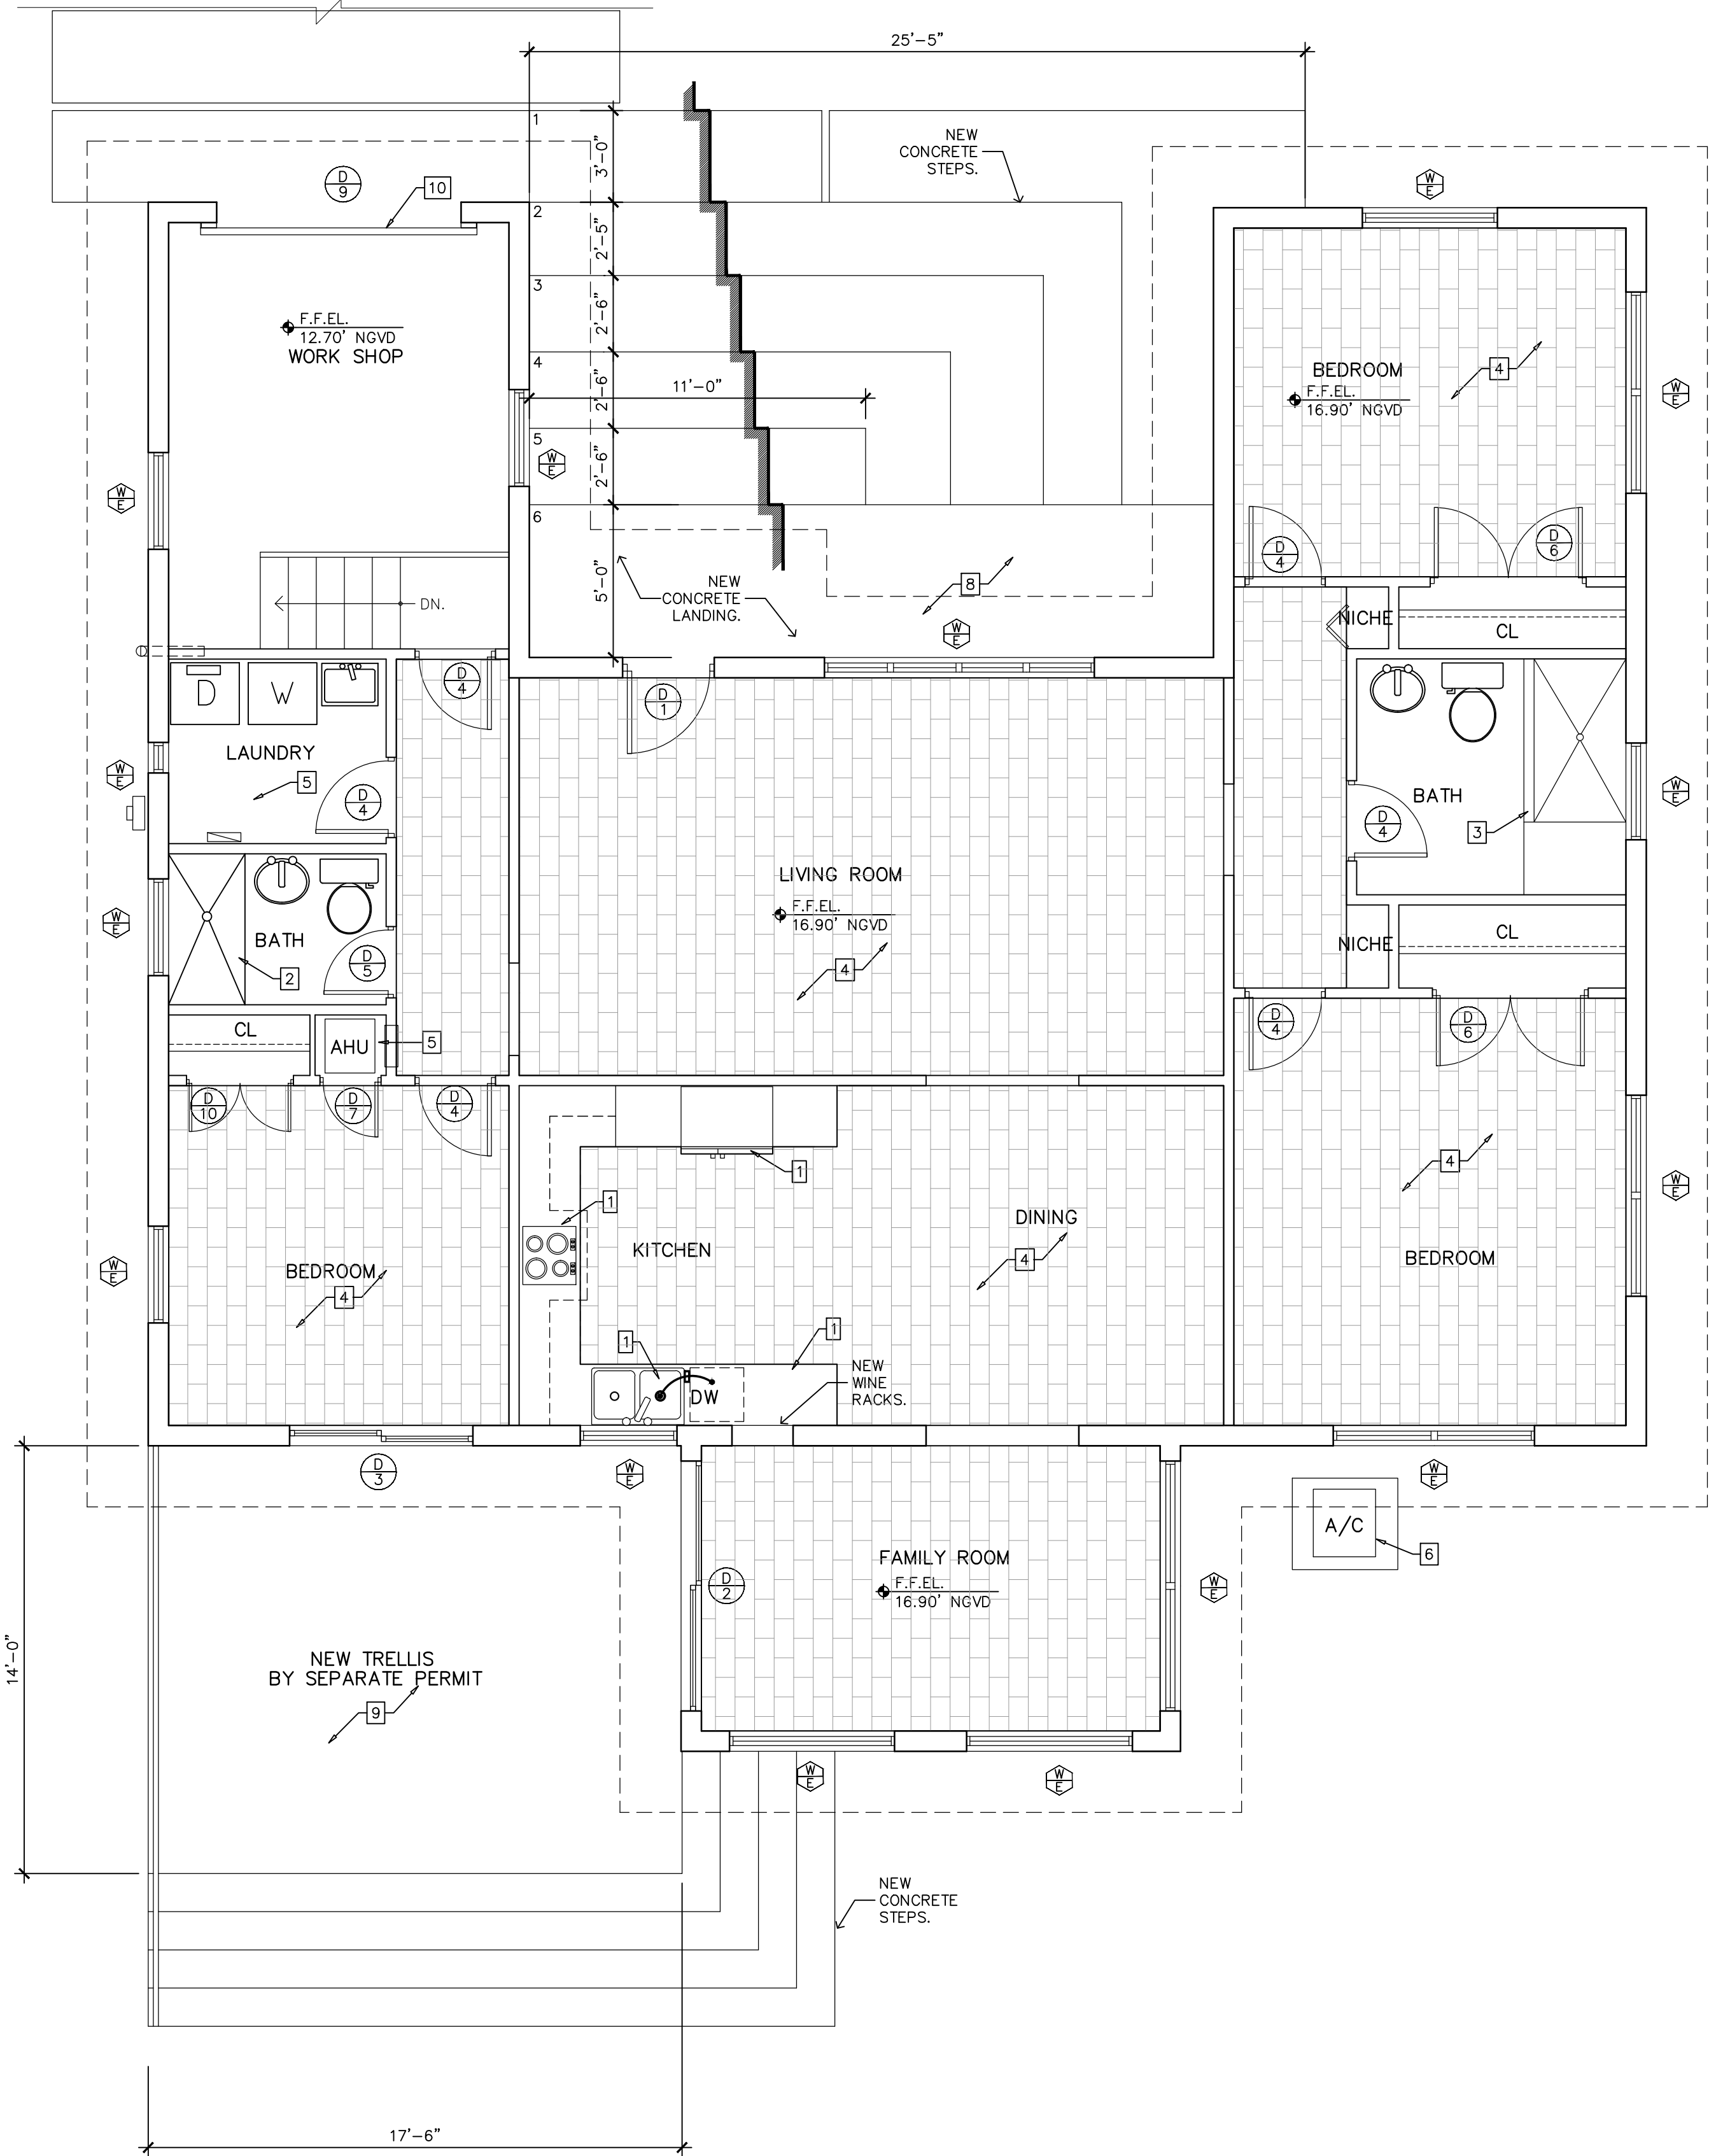 25'-5"
1
3'-0"
NEW
CONCRETE
STEPS.
D
9
10
W
E
2
2'-5"
3
2'-6"
F.F.EL.
12.70' NGVD
WORK SHOP
4
2'-6"
11'-0"
BEDROOM
4
F.F.EL.
16.90' NGVD
W
E
5
2'-6"
W
E
W
E
6
D
4
D
6
5'-0"
NEW
CONCRETE
LANDING.
8
DN.
NICHE
CL
W
E
D
W
D
4
D
1
LAUNDRY
5
W
E
D
4
BATH
3
D
4
W
E
LIVING ROOM
F.F.EL.
16.90' NGVD
4
W
E
BATH
2
D
5
NICHE
CL
CL
AHU
5
D
4
D
6
D
10
D
7
D
4
1
4
W
E
1
KITCHEN
DINING
4
BEDROOM
W
E
BEDROOM
4
1
1
DW
NEW
WINE
RACKS.
D
3
W
E
W
E
A/C
6
FAMILY ROOM
F.F.EL.
16.90' NGVD
D
2
W
E
14'-0"
NEW TRELLIS
BY SEPARATE PERMIT
9
W
E
W
E
NEW
CONCRETE
STEPS.
17'-6"